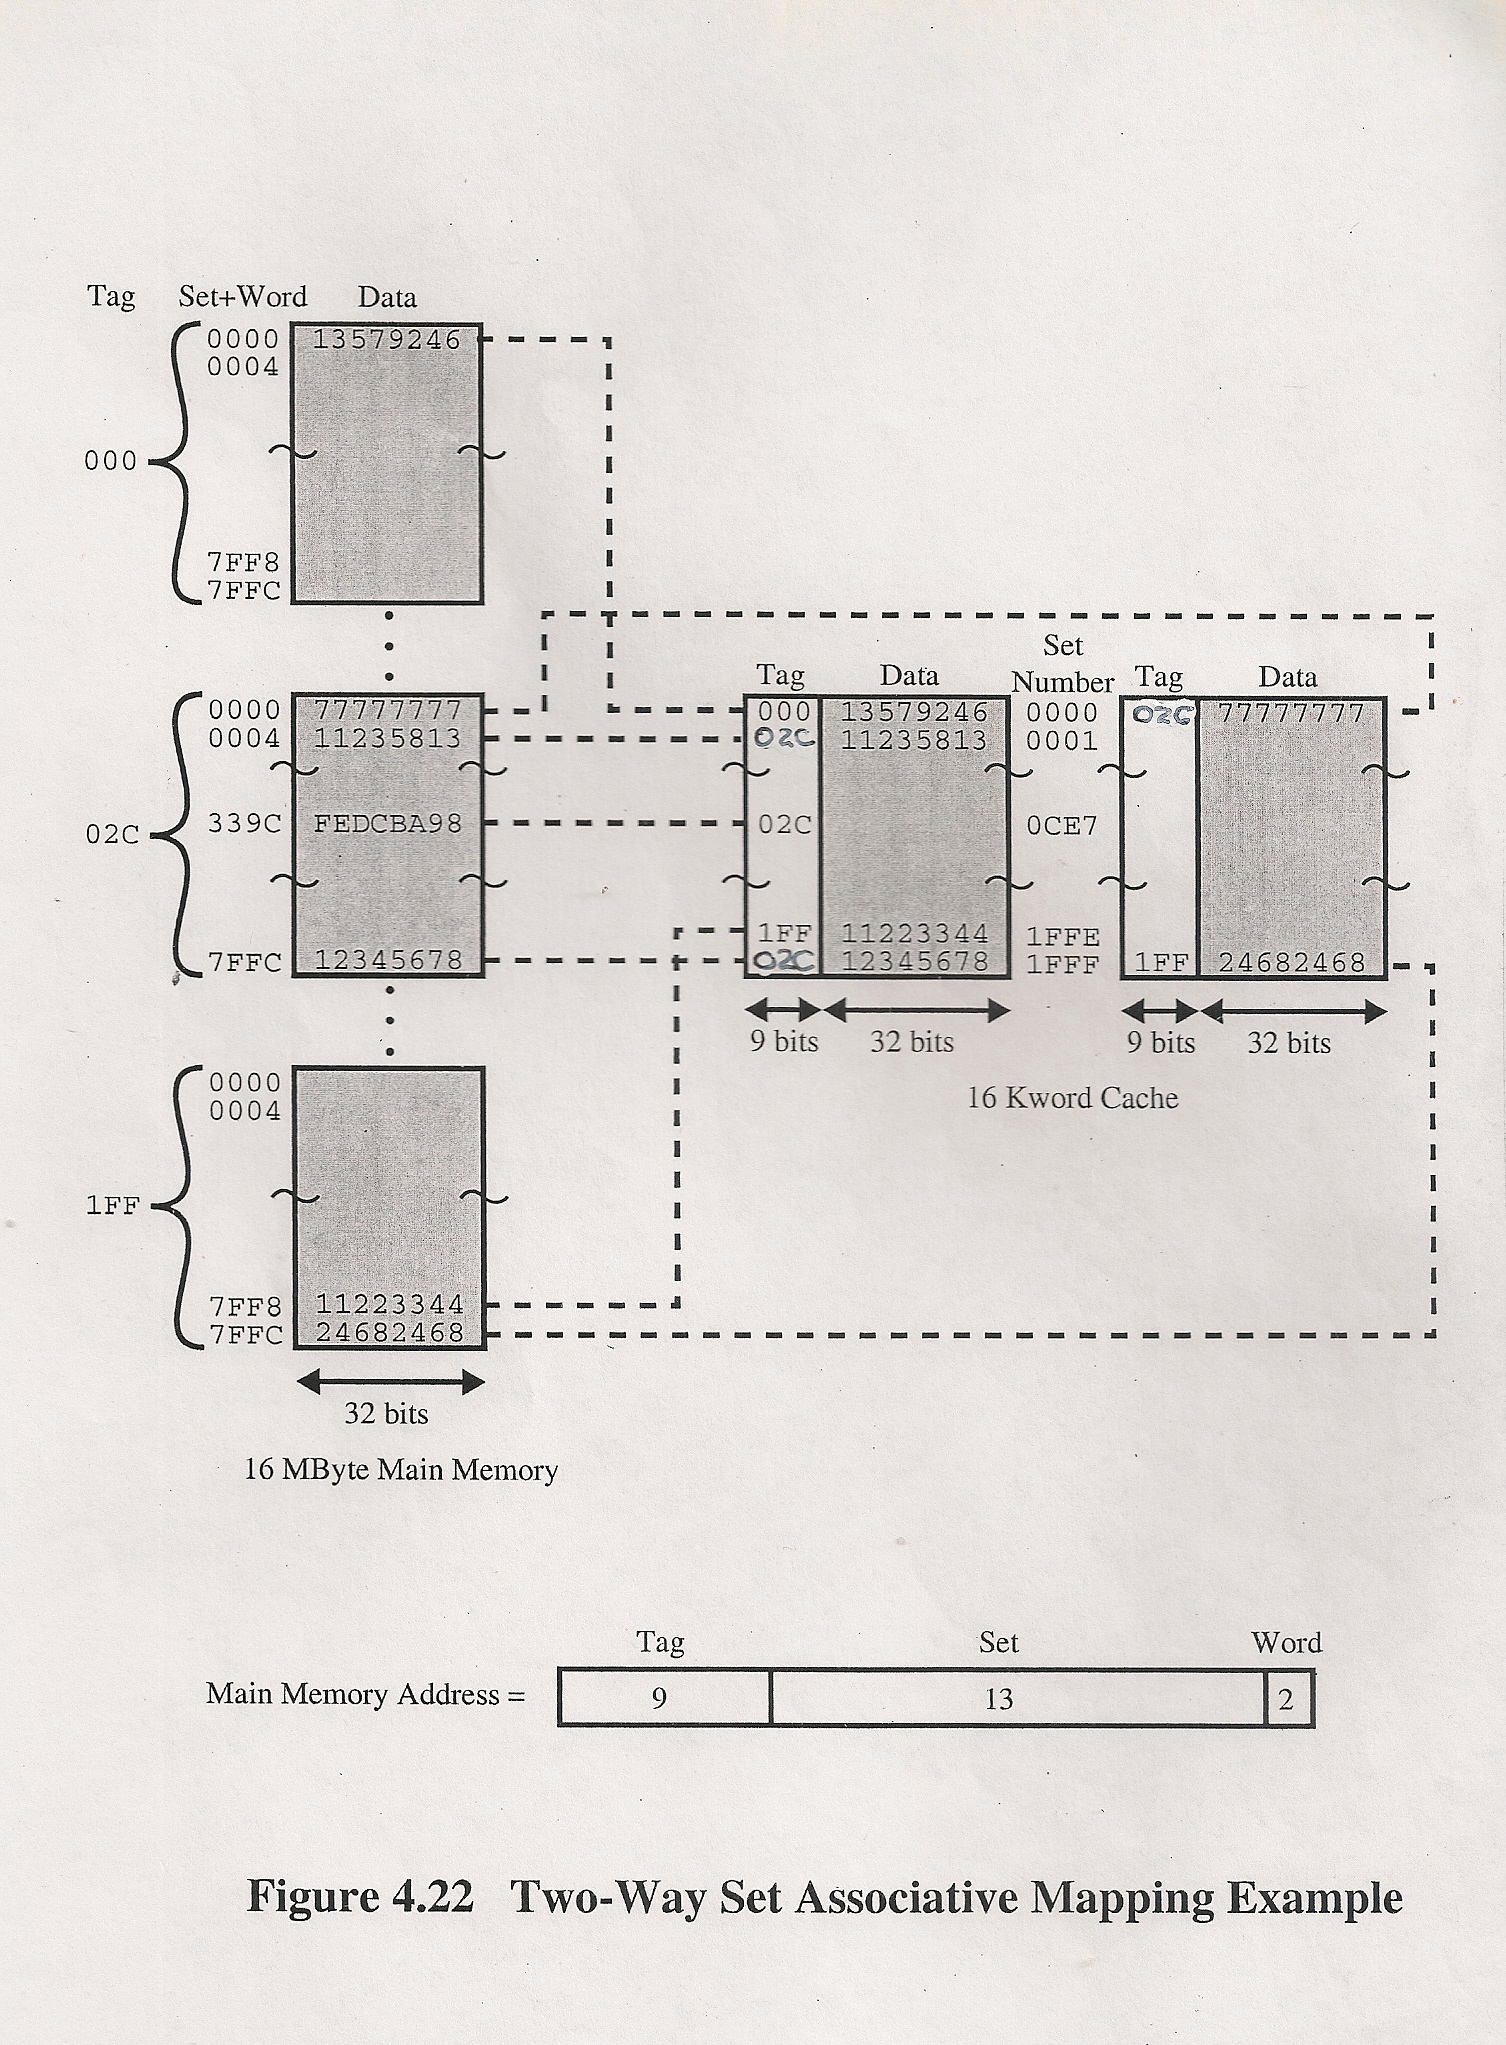 Tag Set+Word Data
0000 13579246
0004
000
7FF8
7FFC
Set
Tag Data Number Tag Data
0000 77777777 000 13579246 0000 02C 77777777
0004 11235813 02C 11235813 0001
02C 339C FEDCBA98 02C 0CE7
1FF 11223344 1FFE
7FFC 12345678 02C 12345678 1FFF 1FF 24682468
9 bits 32 bits 9 bits 32 bits
16 Kword Cache
0000
0004
1FF
7FF8 11223344
7FFC 24682468
32 bits
16 MByte Main Memory
Tag Set Word
Main Memory Address = 9 13 2
Figure 4.22 Two-Way Set Associative Mapping Example